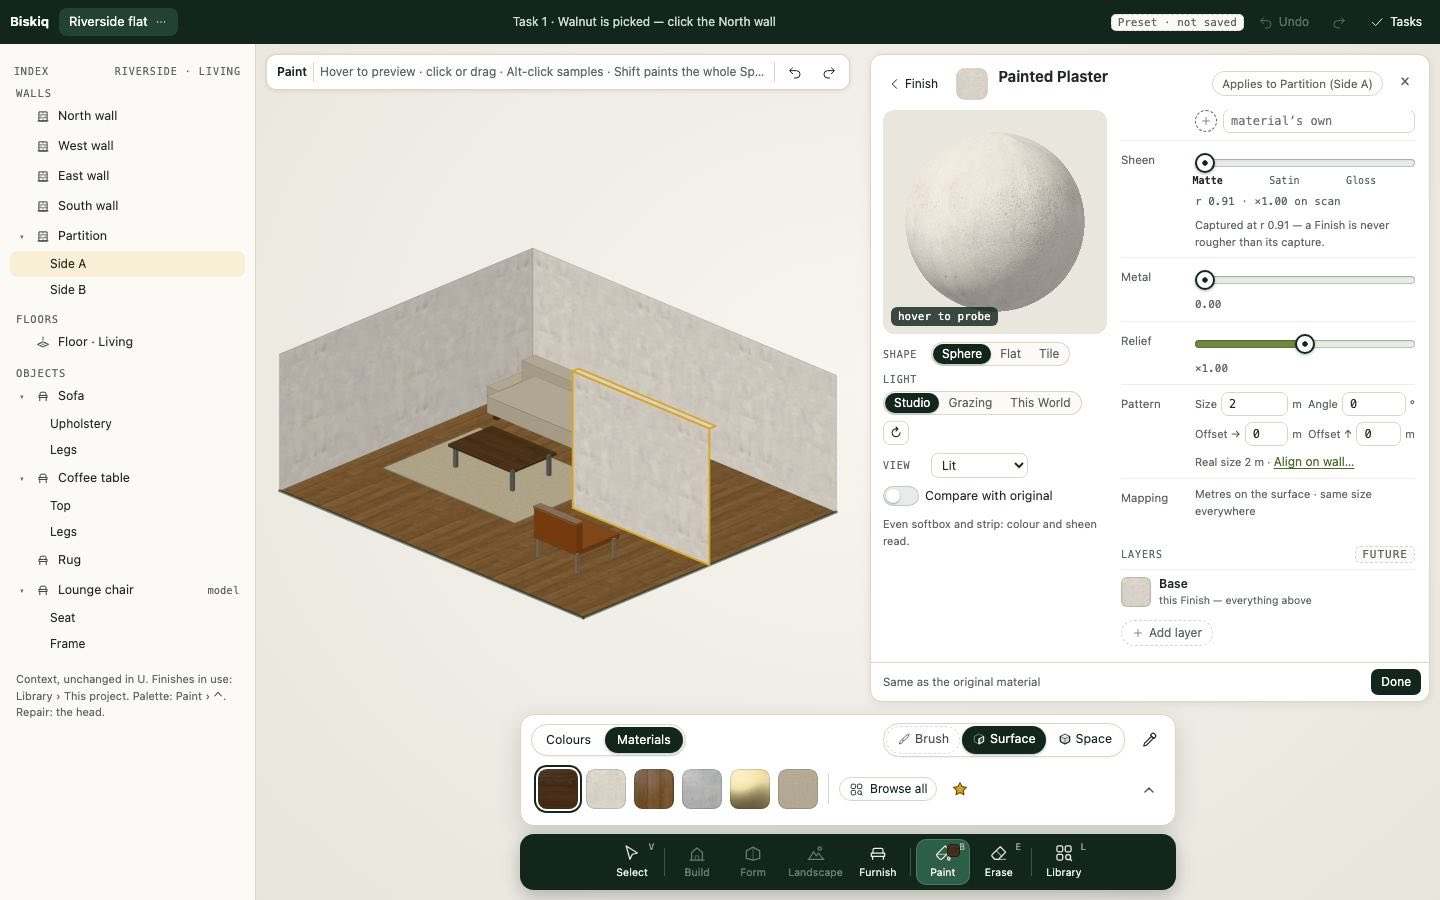 Biskiq
Riverside flat ...
Task 1 · Walnut is picked — click the North wall
Preset · not saved
Undo
Tasks
INDEX
RIVERSIDE · LIVING
WALLS
North wall
West wall
East wall
South wall
Partition
Side A
Side B
FLOORS
Floor · Living
OBJECTS
Sofa
Upholstery
Legs
Coffee table
Top
Legs
Rug
Lounge chair
model
Seat
Frame
Context, unchanged in U. Finishes in use:
Library › This project. Palette: Paint › ^.
Repair: the head.
Paint
Hover to preview · click or drag · Alt-click samples · Shift paints the whole Sp...
Finish
Painted Plaster
Applies to Partition (Side A)
×
hover to probe
SHAPE
Sphere
Flat
Tile
LIGHT
Studio
Grazing
This World
VIEW
Lit
Compare with original
Even softbox and strip: colour and sheen
read.
material's own
Sheen
Matte
Satin
Gloss
r 0.91 · ×1.00 on scan
Captured at r 0.91 — a Finish is never
rougher than its capture.
Metal
0.00
Relief
×1.00
Pattern
Size 2 m Angle 0 °
Offset → 0 m Offset ↑ 0 m
Real size 2 m · Align on wall...
Mapping
Metres on the surface · same size
everywhere
LAYERS
FUTURE
Base
this Finish — everything above
+ Add layer
Same as the original material
Done
Colours
Materials
Brush
Surface
Space
Browse all
Select
V
Build
Form
Landscape
Furnish
Paint
B
Erase
E
Library
L